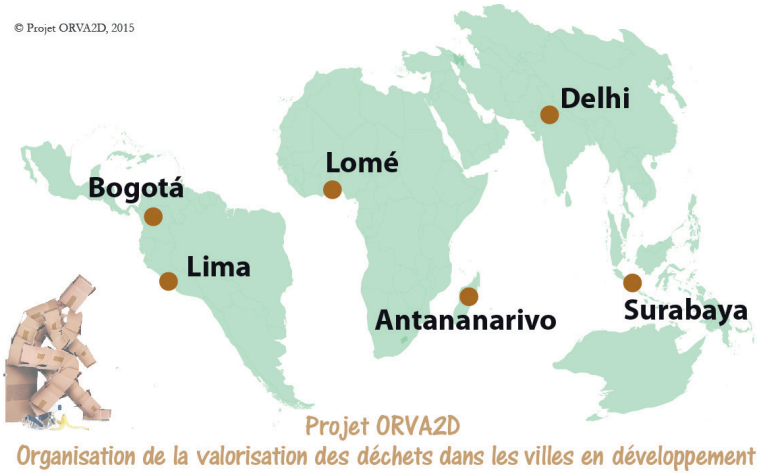 © Projet ORVA2D, 2015
Delhi
Lomé
Bogotá
Lima
Antananarivo
Surabaya
Projet ORVA2D
Organisation de la valorisation des déchets dans les villes en développement